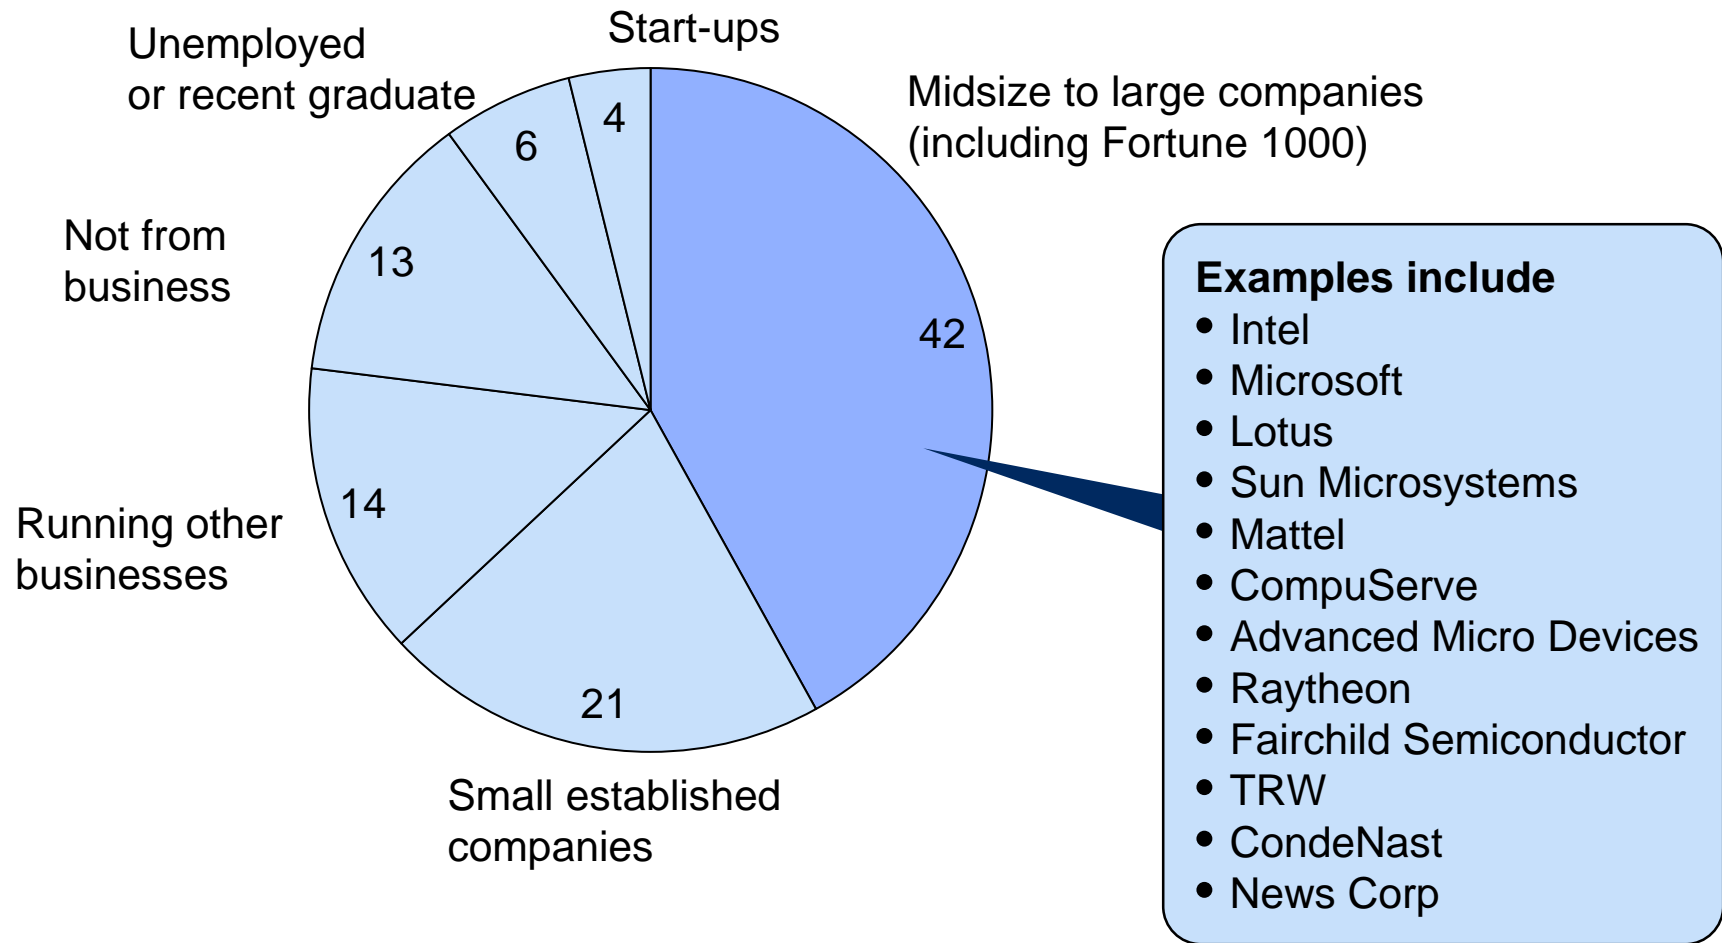 Start-ups
Unemployed
or recent graduate
Midsize to large companies
(including Fortune 1000)
4
6
Not from
business
13
42
Running other
businesses
14
21
Small established
companies
Examples include
• Intel
• Microsoft
• Lotus
• Sun Microsystems
• Mattel
• CompuServe
• Advanced Micro Devices
• Raytheon
• Fairchild Semiconductor
• TRW
• CondeNast
• News Corp